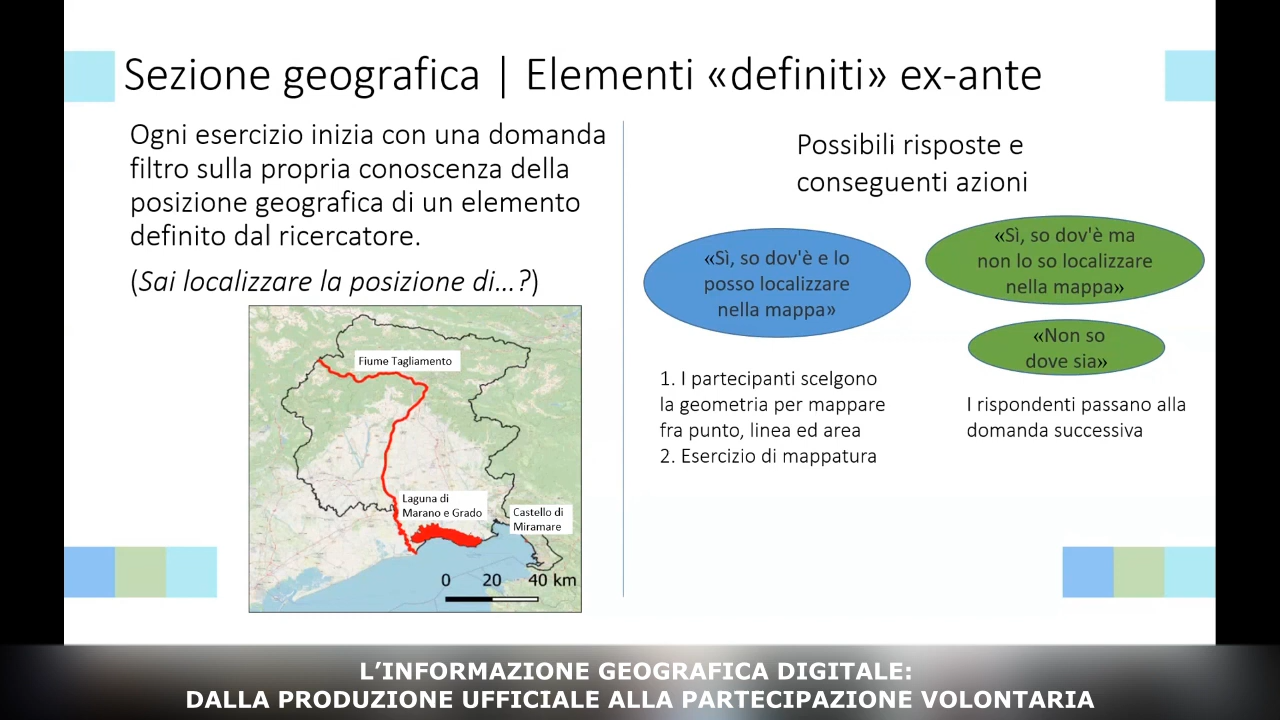 Sezione geografica | Elementi «definiti» ex-ante
Ogni esercizio inizia con una domanda
filtro sulla propria conoscenza della
posizione geografica di un elemento
definito dal ricercatore.
(Sai localizzare la posizione di...?)
Fiume Tagliamento
Laguna di
Marano e Grado
Castello di
Miramare
0 20 40 km
Possibili risposte e
conseguenti azioni
«Sì, so dov'è e lo
posso localizzare
nella mappa»
1. I partecipanti scelgono
la geometria per mappare
fra punto, linea ed area
2. Esercizio di mappatura
«Sì, so dov'è ma
non lo so localizzare
nella mappa»
«Non so
dove sia»
I rispondenti passano alla
domanda successiva
L’INFORMAZIONE GEOGRAFICA DIGITALE:
DALLA PRODUZIONE UFFICIALE ALLA PARTECIPAZIONE VOLONTARIA